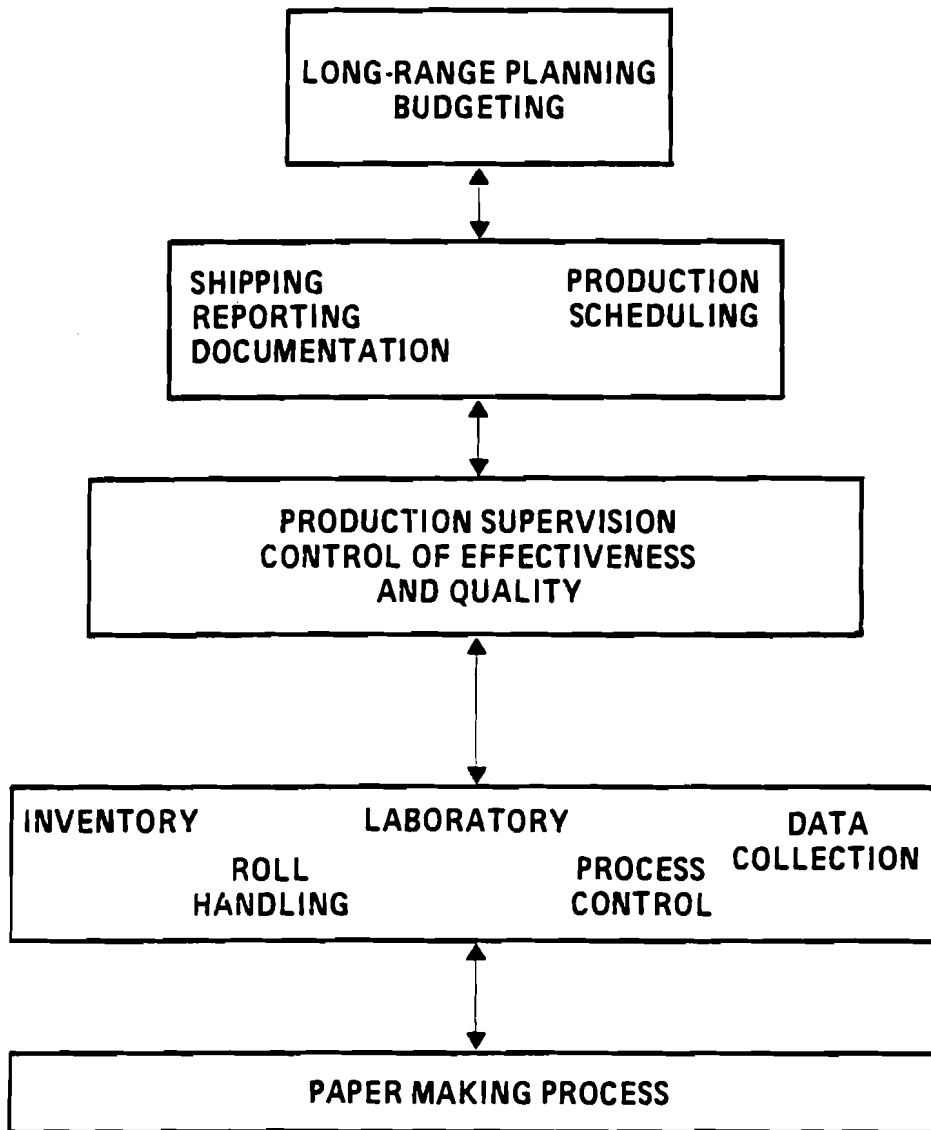 LONG-RANGE PLANNING
BUDGETING
SHIPPING
REPORTING
DOCUMENTATION
PRODUCTION
SCHEDULING
PRODUCTION SUPERVISION
CONTROL OF EFFECTIVENESS
AND QUALITY
INVENTORY
ROLL
HANDLING
LABORATORY
PROCESS
CONTROL
DATA
COLLECTION
PAPER MAKING PROCESS